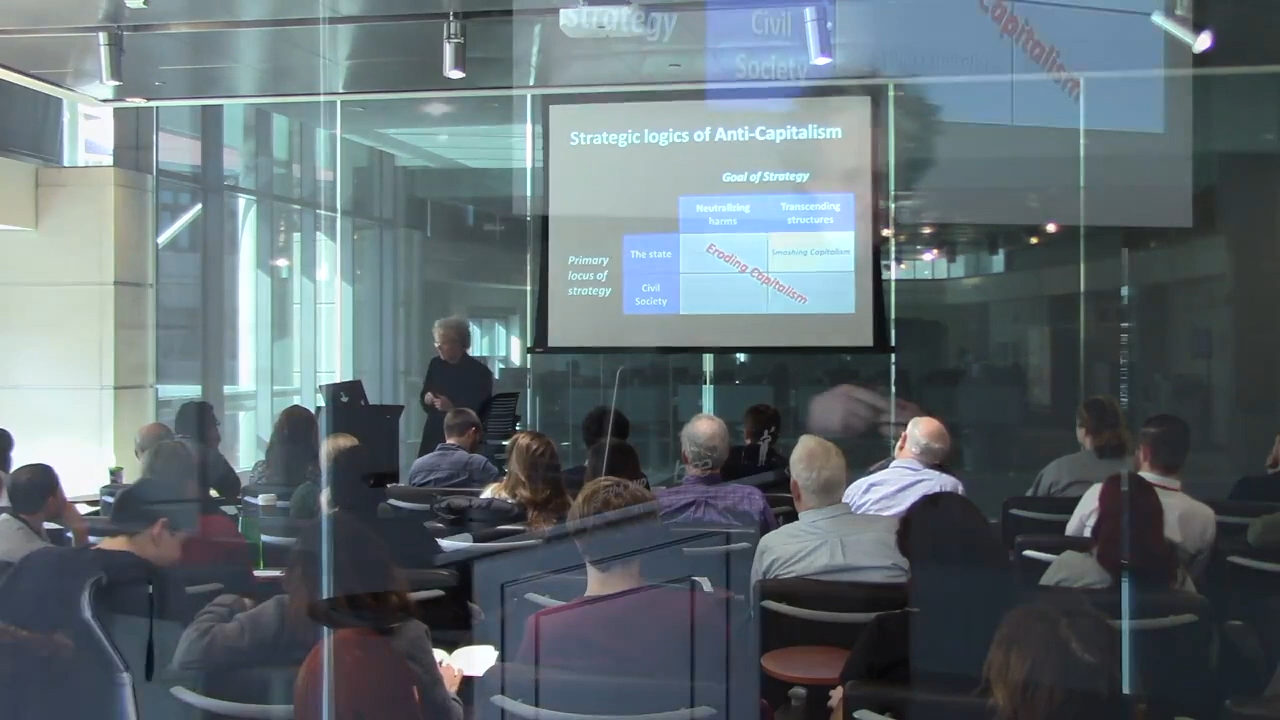 Strategy
Civil
Society
Capitalism
Strategic logics of Anti-Capitalism
Goal of Strategy
Neutralizing
harms
Transcending
structures
Primary
locus of
strategy
The state
Smashing Capitalism
Eroding Capitalism
Civil
Society